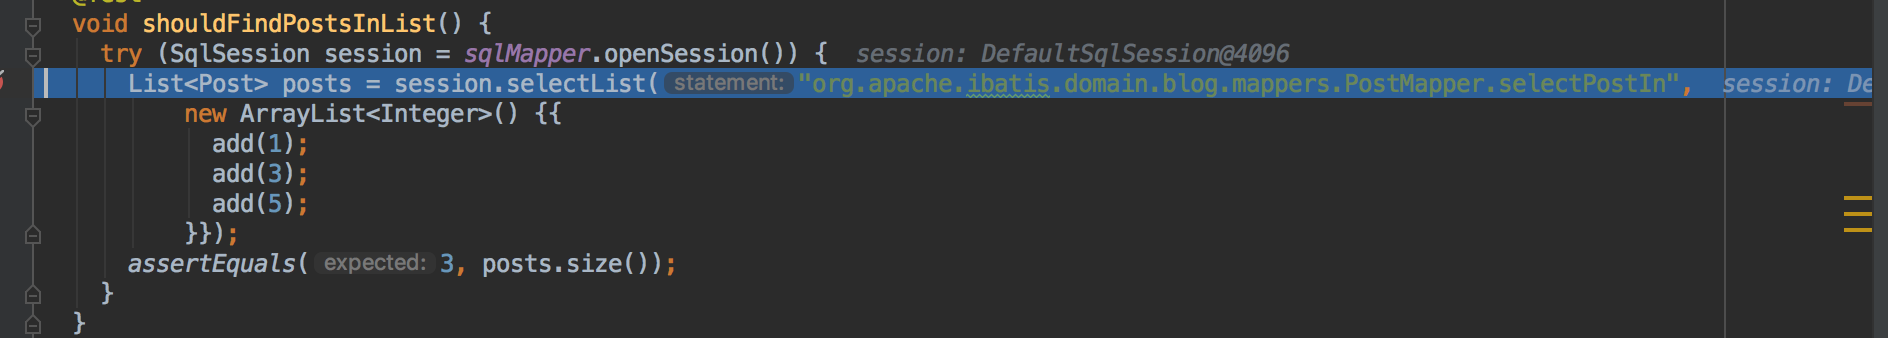 @Test
void shouldFindPostsInList() {
try (SqlSession session = sqlMapper.openSession()) { session: DefaultSqlSession@4096
List<Post> posts = session.selectList( statement: "org.apache.ibatis.domain.blog.mappers.PostMapper.selectPostIn", session: De
new ArrayList<Integer>() {{
add(1);
add(3);
add(5);
}});
assertEquals( expected: 3, posts.size());
}
}